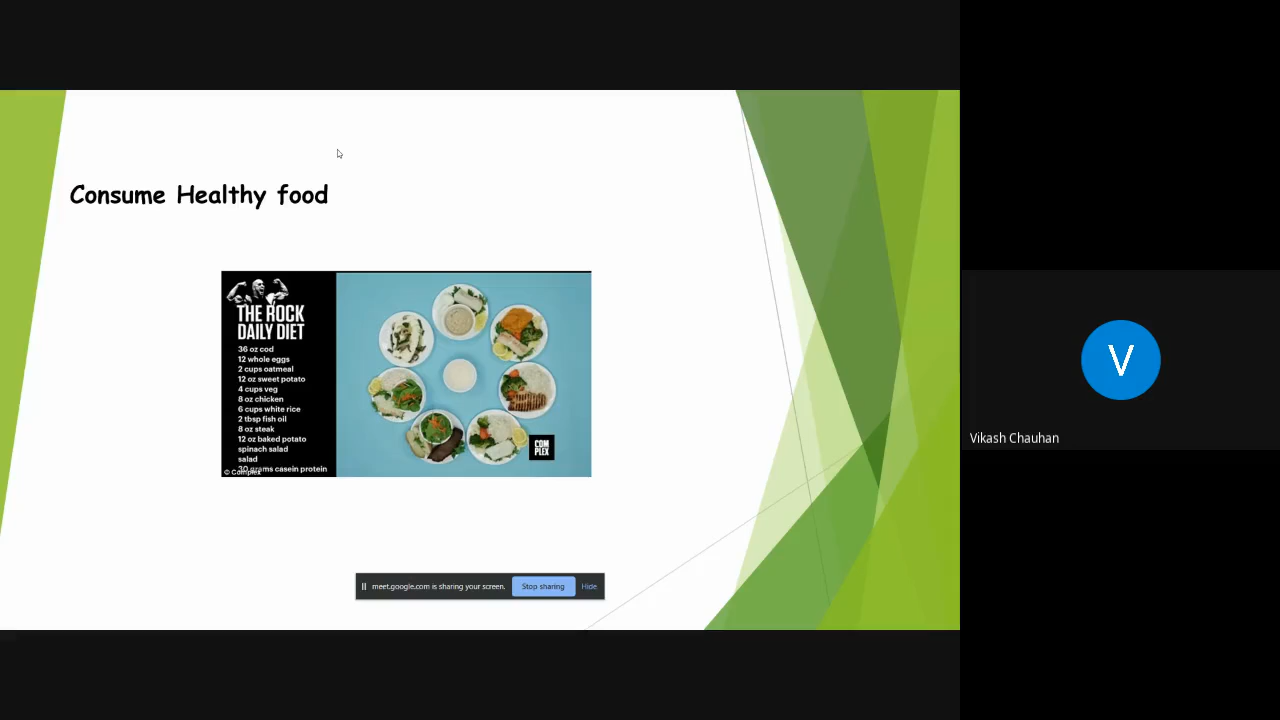 Consume Healthy food
THE ROCK
DAILY DIET
36 oz cod
12 whole eggs
2 cups oatmeal
12 oz sweet potato
4 cups veg
8 oz chicken
6 cups white rice
2 tbsp fish oil
8 oz steak
12 oz baked potato
spinach salad
salad
30 grams casein protein
© Complex
COM
PLEX
meet.google.com is sharing your screen.
Stop sharing
Hide
V
Vikash Chauhan